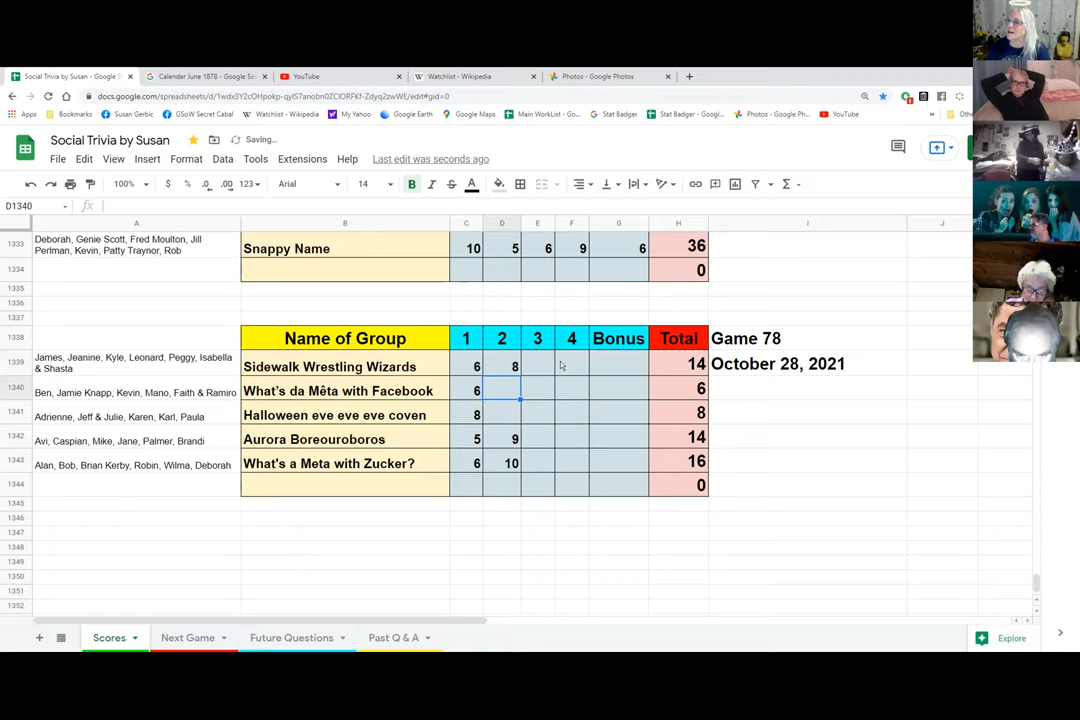 Social Trivia by Susan - Google S
Calendar June 1878 - Google Se
YouTube
Watchlist - Wikipedia
Photos - Google Photos
docs.google.com/spreadsheets/d/1wdx3Y2cOHpokp-qyIS7anobn0ZCIORFKf-Zdyq2zwWE/edit#gid=0
Apps Bookmarks Susan Gerbic GSoW Secret Cabal Watchlist - Wikipedia My Yahoo Google Earth Google Maps Main WorkList - G... Stat Badger Stat Badger - Goog... Photos - Google Ph... YouTube » Othe
Social Trivia by Susan Saving...
File Edit View Insert Format Data Tools Extensions Help Last edit was seconds ago
100% $ % .0 .00 123 Arial 14 B I S A
D1340 fx
A B C D E F G H I J
1333 Deborah, Genie Scott, Fred Moulton, Jill
Perlman, Kevin, Patty Traynor, Rob Snappy Name 10 5 6 9 6 36
1334 0
1335
1336
1337
1338 Name of Group 1 2 3 4 Bonus Total Game 78
1339 James, Jeanine, Kyle, Leonard, Peggy, Isabella
& Shasta Sidewalk Wrestling Wizards 6 8 14 October 28, 2021
1340 Ben, Jamie Knapp, Kevin, Mano, Faith & Ramiro What's da Mêta with Facebook 6 6
1341 Adrienne, Jeff & Julie, Karen, Karl, Paula Halloween eve eve eve coven 8 8
1342 Avi, Caspian, Mike, Jane, Palmer, Brandi Aurora Boreouroboros 5 9 14
1343 Alan, Bob, Brian Kerby, Robin, Wilma, Deborah What's a Meta with Zucker? 6 10 16
1344 0
1345
1346
1347
1348
1349
1350
1351
1352
Scores Next Game Future Questions Past Q & A Explore